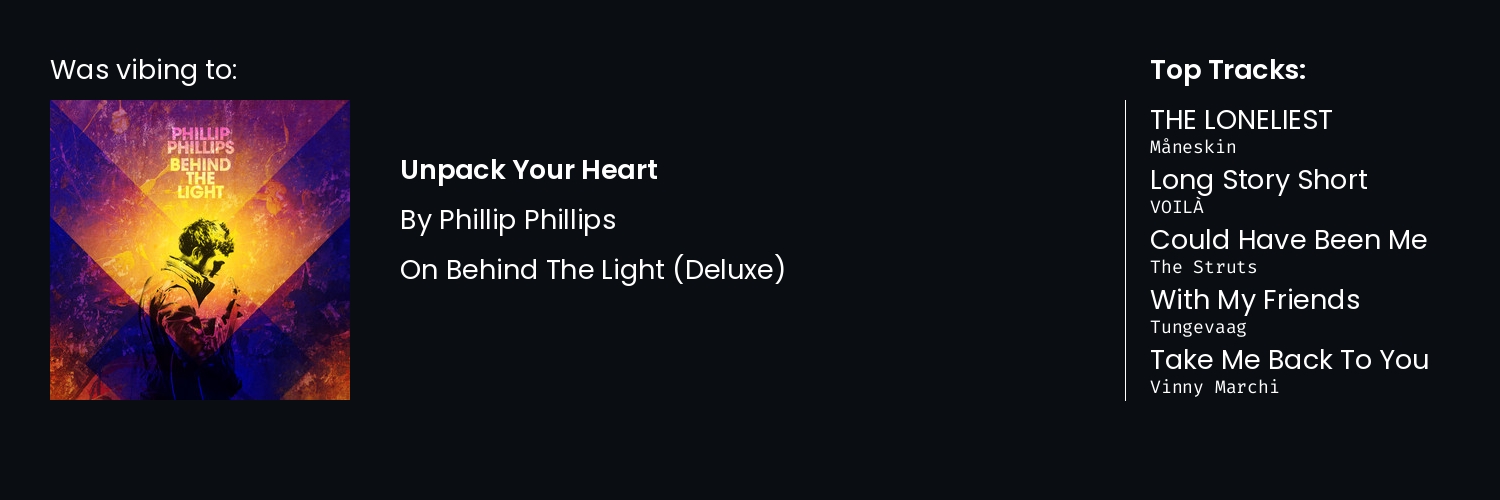 Was vibing to:
PHILLIP
PHILLIPS
BEHIND
THE
LIGHT
Unpack Your Heart
By Phillip Phillips
On Behind The Light (Deluxe)
Top Tracks:
THE LONELIEST
Måneskin
Long Story Short
VOILÀ
Could Have Been Me
The Struts
With My Friends
Tungevaag
Take Me Back To You
Vinny Marchi